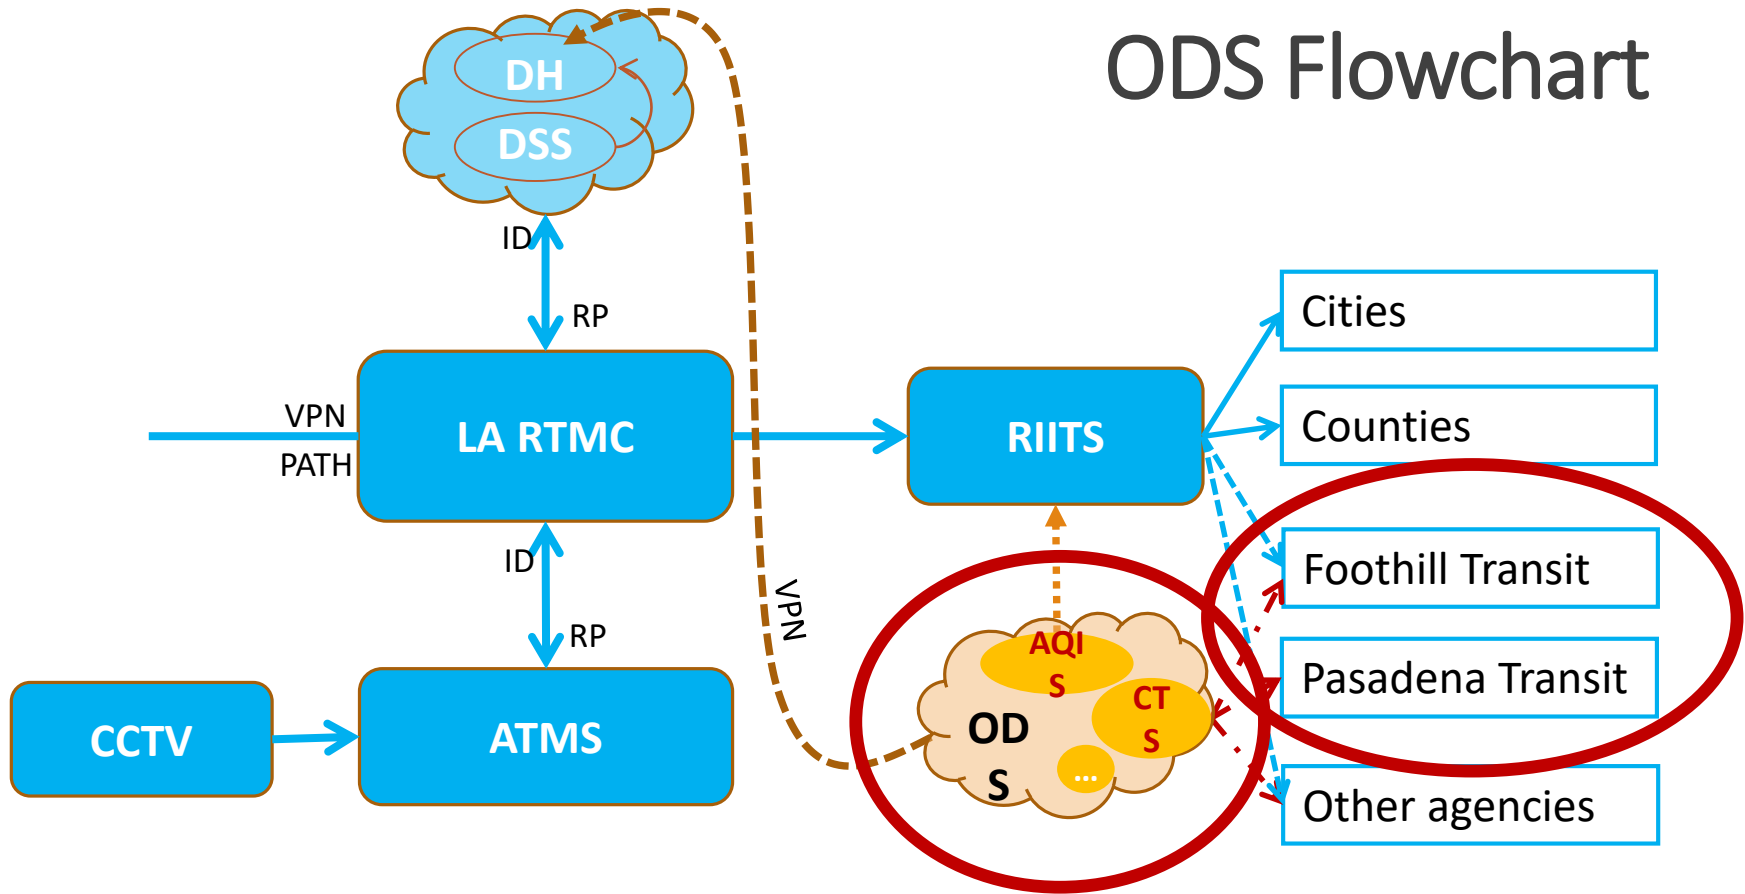 ODS Flowchart
DH
DSS
ID
RP
Cities
VPN
PATH
LA RTMC
RIITS
Counties
ID
RP
Foothill Transit
VPN
AQI
S
CT
S
Pasadena Transit
CCTV
ATMS
OD
S
...
Other agencies